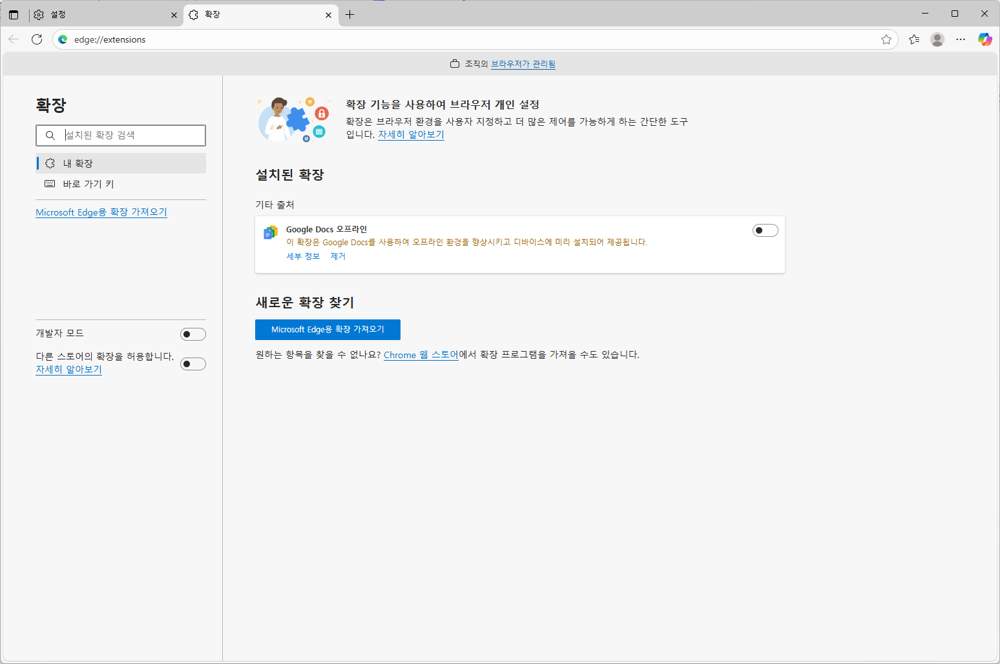 설정
확장
edge://extensions
조직의 브라우저가 관리됨
확장
설치된 확장 검색
내 확장
바로 가기 키
Microsoft Edge용 확장 가져오기
개발자 모드
다른 스토어의 확장을 허용합니다.
자세히 알아보기
확장 기능을 사용하여 브라우저 개인 설정
확장은 브라우저 환경을 사용자 지정하고 더 많은 제어를 가능하게 하는 간단한 도구
입니다. 자세히 알아보기
설치된 확장
기타 출처
Google Docs 오프라인
이 확장은 Google Docs를 사용하여 오프라인 환경을 향상시키고 디바이스에 미리 설치되어 제공됩니다.
세부 정보 제거
새로운 확장 찾기
Microsoft Edge용 확장 가져오기
원하는 항목을 찾을 수 없나요? Chrome 웹 스토어에서 확장 프로그램을 가져올 수도 있습니다.